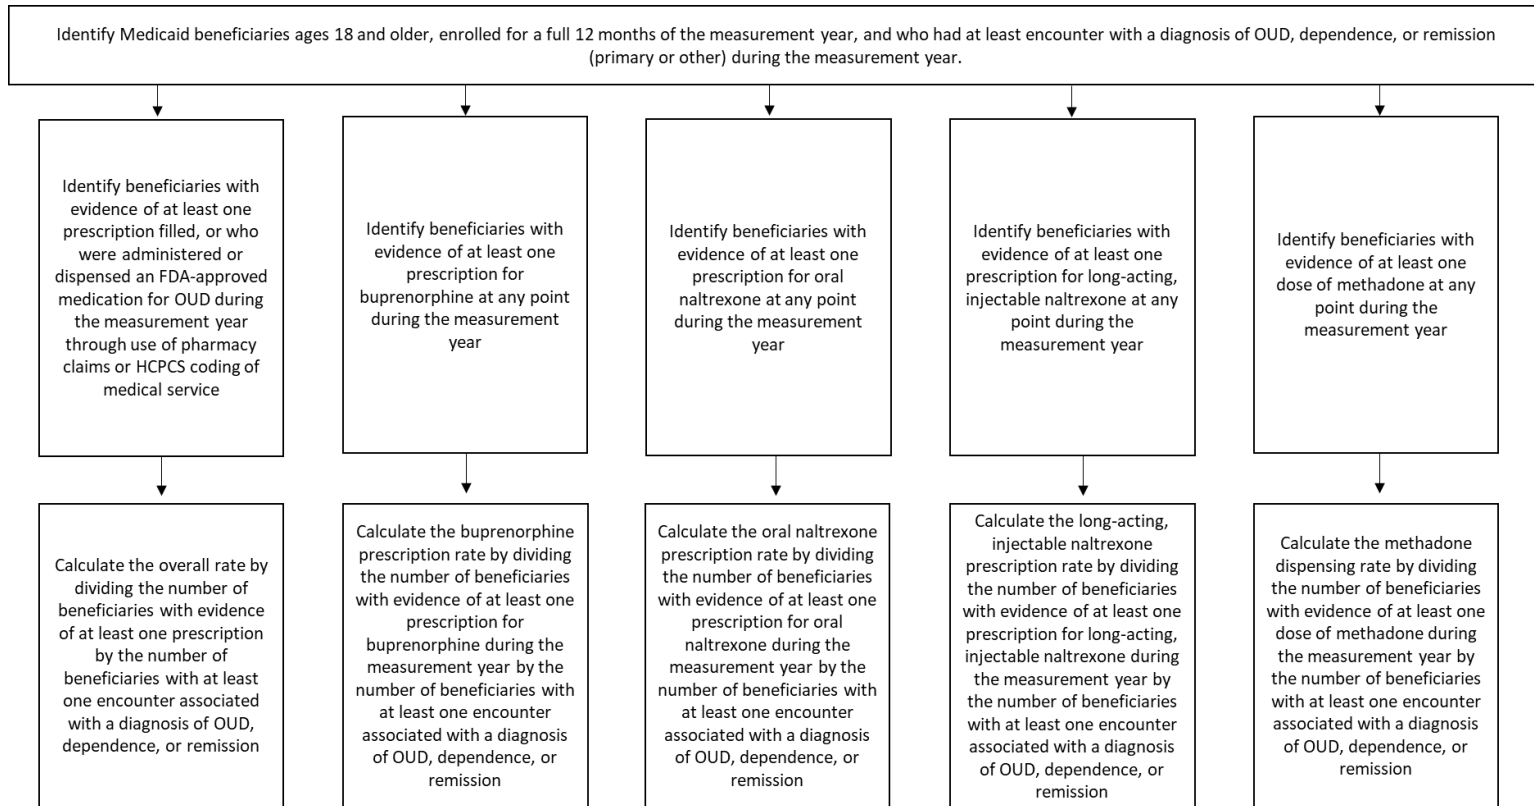 Identify Medicaid beneficiaries ages 18 and older, enrolled for a full 12 months of the measurement year, and who had at least encounter with a diagnosis of OUD, dependence, or remission
(primary or other) during the measurement year.
Identify beneficiaries with
evidence of at least one
prescription filled, or who
were administered or
dispensed an FDA-approved
medication for OUD during
the measurement year
through use of pharmacy
claims or HCPCS coding of
medical service
Identify beneficiaries with
evidence of at least one
prescription for
buprenorphine at any point
during the measurement
year
Identify beneficiaries with
evidence of at least one
prescription for oral
naltrexone at any point
during the measurement
year
Identify beneficiaries with
evidence of at least one
prescription for long-acting,
injectable naltrexone at any
point during the
measurement year
Identify beneficiaries with
evidence of at least one
dose of methadone at any
point during the
measurement year
Calculate the overall rate by
dividing the number of
beneficiaries with evidence
of at least one prescription
by the number of
beneficiaries with at least
one encounter associated
with a diagnosis of OUD,
dependence, or remission
Calculate the buprenorphine
prescription rate by dividing
the number of beneficiaries
with evidence of at least one
prescription for
buprenorphine during the
measurement year by the
number of beneficiaries with
at least one encounter
associated with a diagnosis
of OUD, dependence, or
remission
Calculate the oral naltrexone
prescription rate by dividing
the number of beneficiaries
with evidence of at least one
prescription for oral
naltrexone during the
measurement year by the
number of beneficiaries with
at least one encounter
associated with a diagnosis
of OUD, dependence, or
remission
Calculate the long-acting,
injectable naltrexone
prescription rate by dividing
the number of beneficiaries
with evidence of at least one
prescription for long-acting,
injectable naltrexone during
the measurement year by
the number of beneficiaries
with at least one encounter
associated with a diagnosis
of OUD, dependence, or
remission
Calculate the methadone
dispensing rate by dividing
the number of beneficiaries
with evidence of at least one
dose of methadone during
the measurement year by
the number of beneficiaries
with at least one encounter
associated with a diagnosis
of OUD, dependence, or
remission